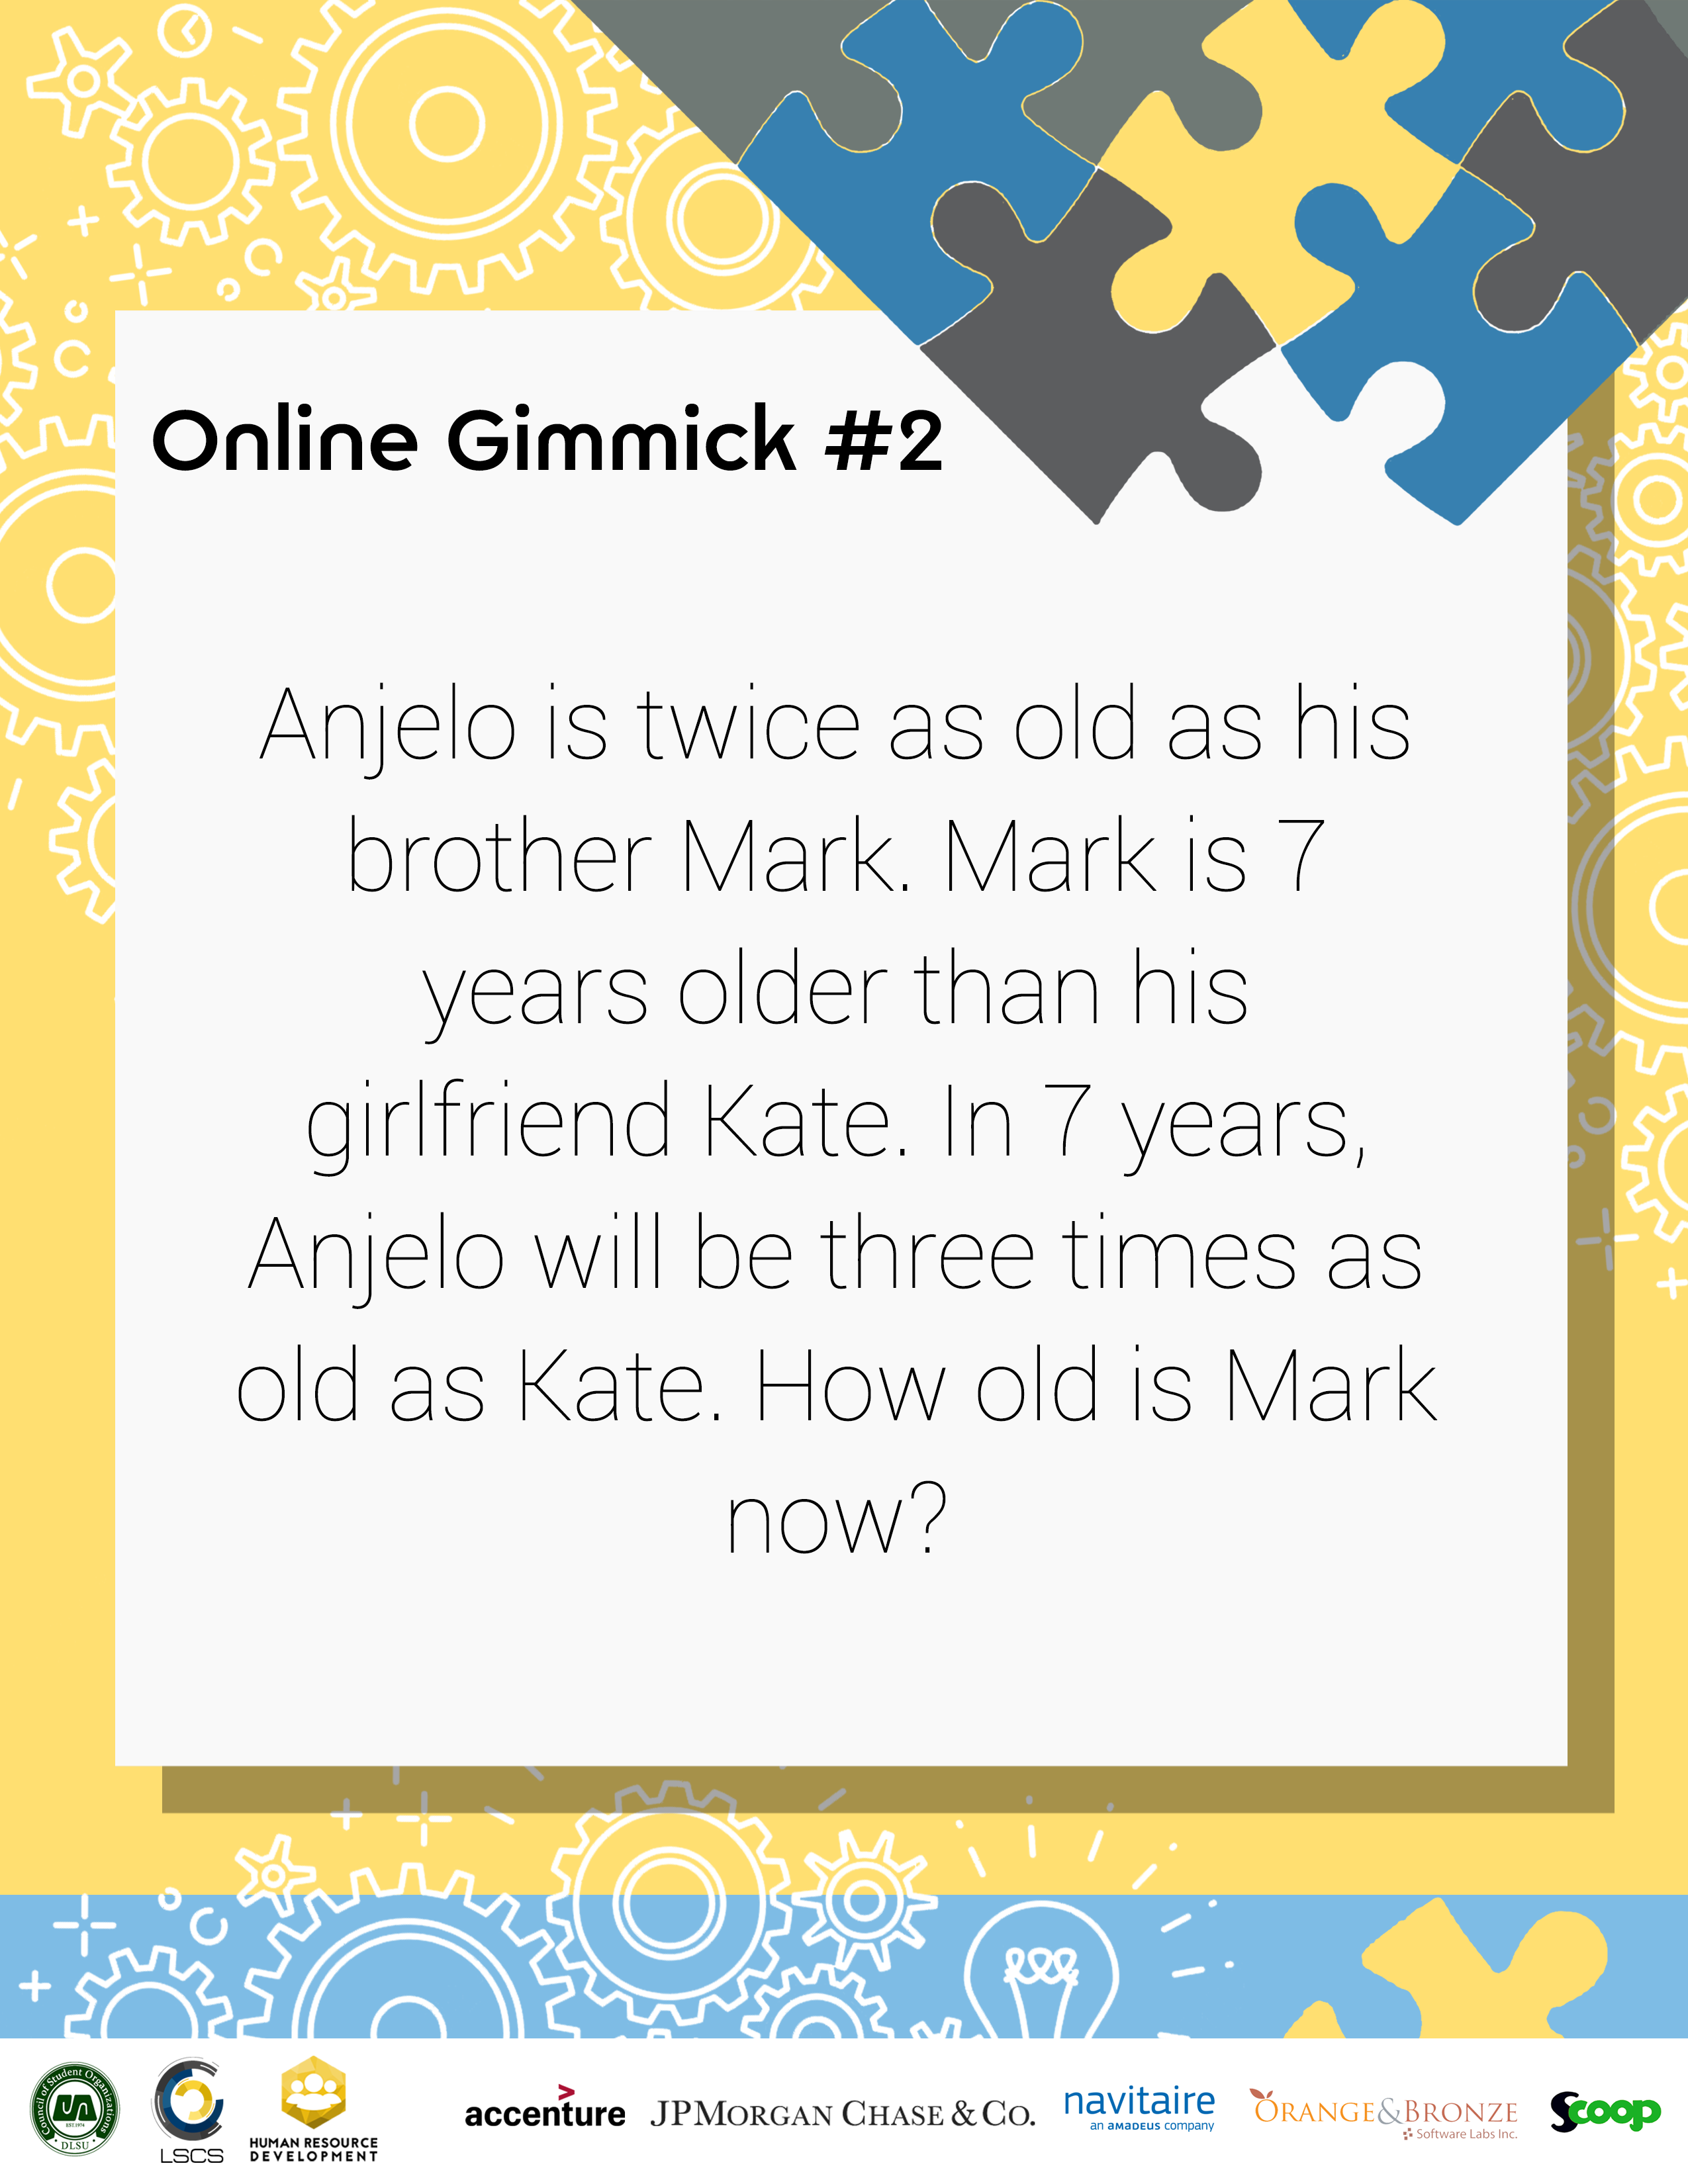 Online Gimmick #2
Anjelo is twice as old as his
brother Mark. Mark is 7
years older than his
girlfriend Kate. In 7 years,
Anjelo will be three times as
old as Kate. How old is Mark
now?
Council of Student Organizations
EST 1974
DLSU
LSCS
HUMAN RESOURCE
DEVELOPMENT
accenture
JPMORGAN CHASE & CO.
navitaire
an AMADEUS company
ORANGE&BRONZE
Software Labs Inc.
Scoop